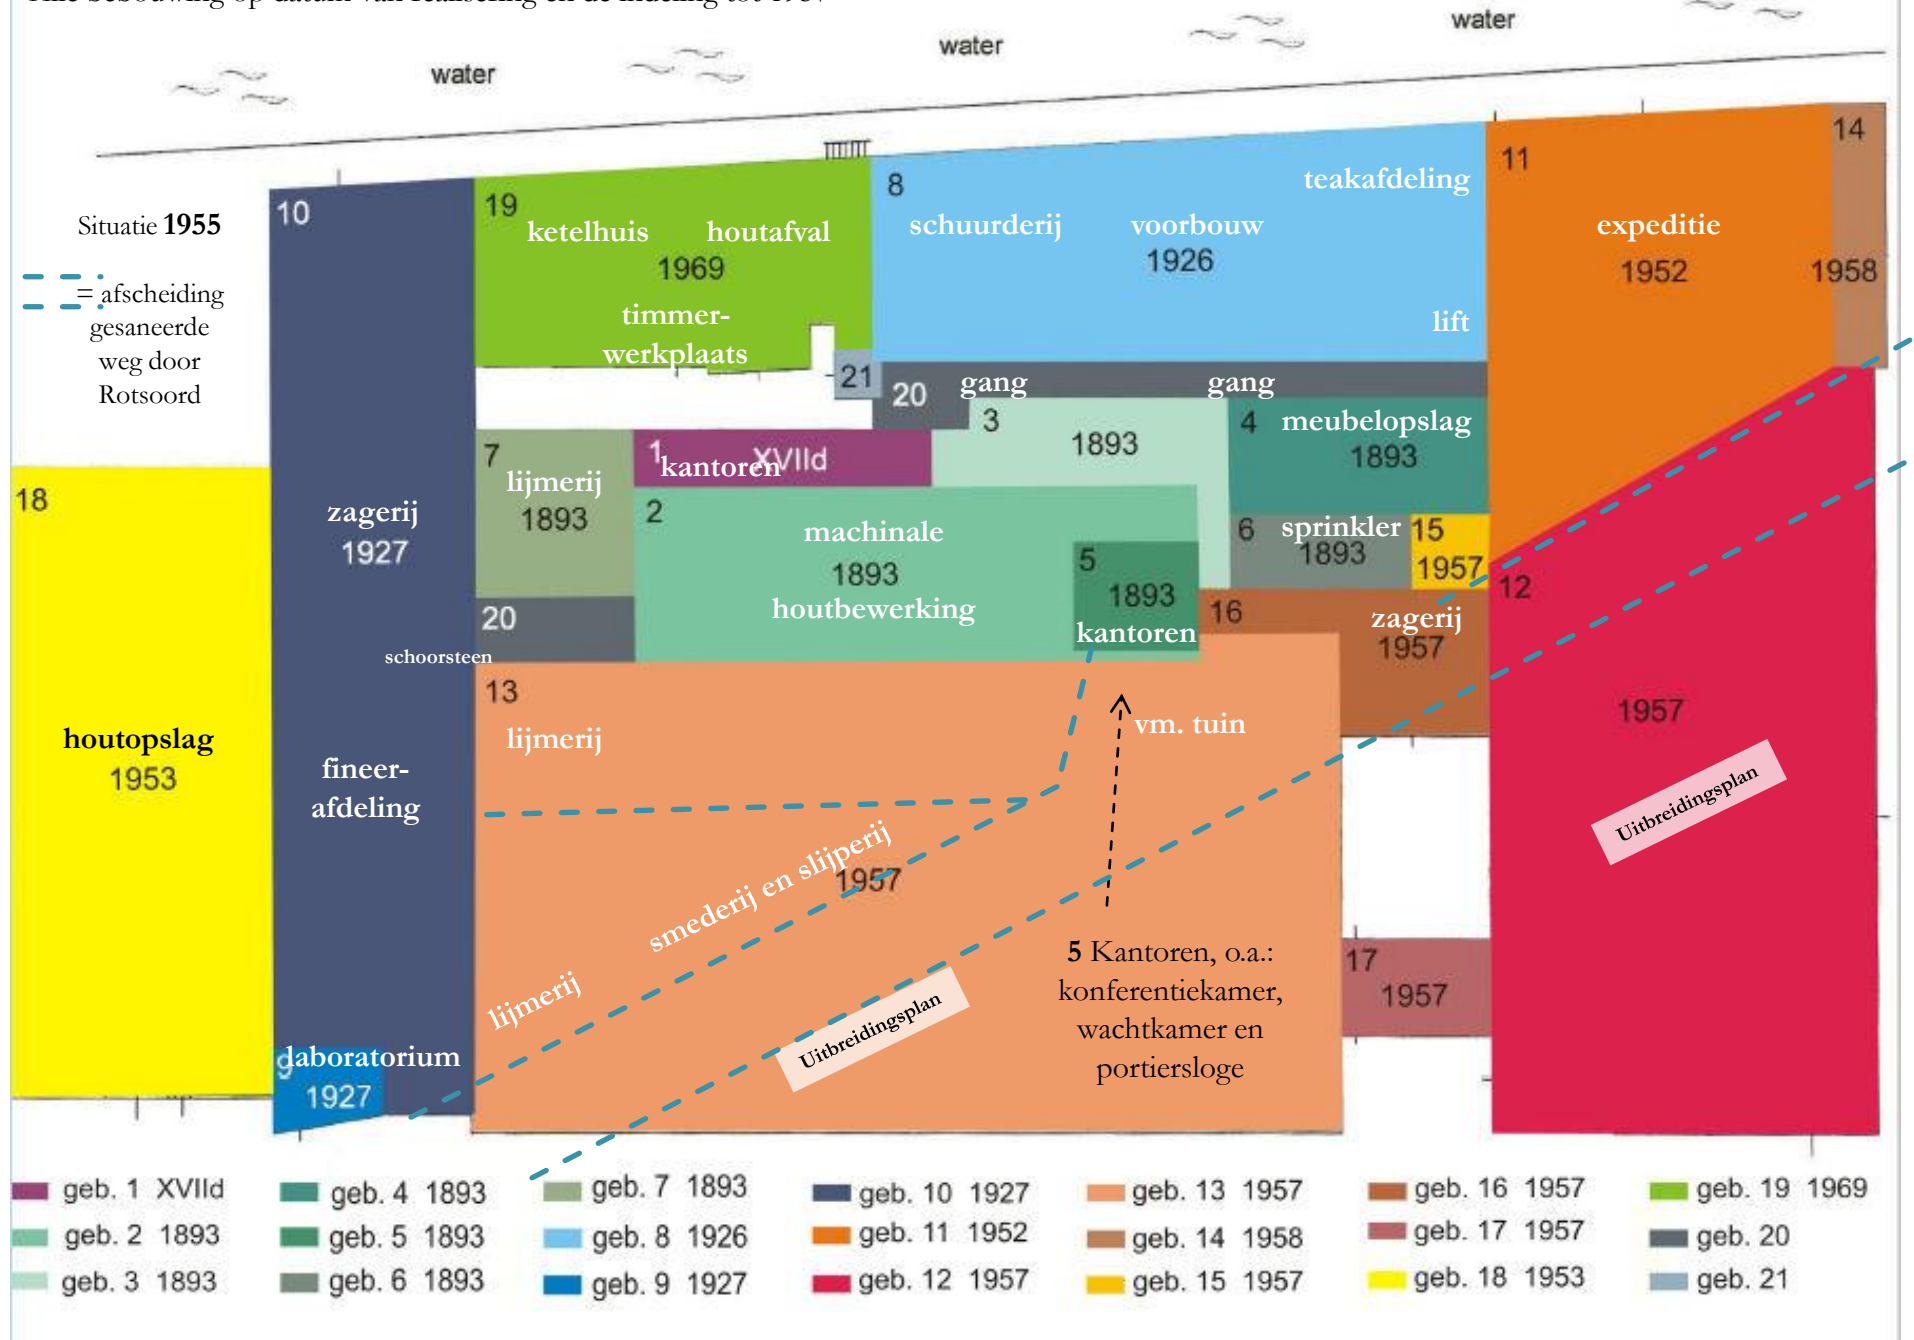 water
water
water
Situatie 1955
= afscheiding
gesaneerde
weg door
Rotsoord
10
zagerij
1927
fineer-
afdeling
schoorsteen
9
laboratorium
1927
18
houtopslag
1953
19
ketelhuis houtafval
1969
timmer-
werkplaats
21
8
teakafdeling
schuurderij voorbouw
1926
lift
11
expeditie
1952
14
1958
20
gang gang
3
1893
4 meubelopslag
1893
7
lijmerij
1893
1 XVIId
kantoren
2
machinale
1893
houtbewerking
5
1893
kantoren
6 sprinkler
1893
15
1957
16
zagerij
1957
12
1957
Uitbreidingsplan
20
13
lijmerij
vm. tuin
smederij en slijperij
1957
lijmerij
Uitbreidingsplan
5 Kantoren, o.a.:
konferentiekamer,
wachtkamer en
portiersloge
17
1957
geb. 1 XVIId
geb. 2 1893
geb. 3 1893
geb. 4 1893
geb. 5 1893
geb. 6 1893
geb. 7 1893
geb. 8 1926
geb. 9 1927
geb. 10 1927
geb. 11 1952
geb. 12 1957
geb. 13 1957
geb. 14 1958
geb. 15 1957
geb. 16 1957
geb. 17 1957
geb. 18 1953
geb. 19 1969
geb. 20
geb. 21